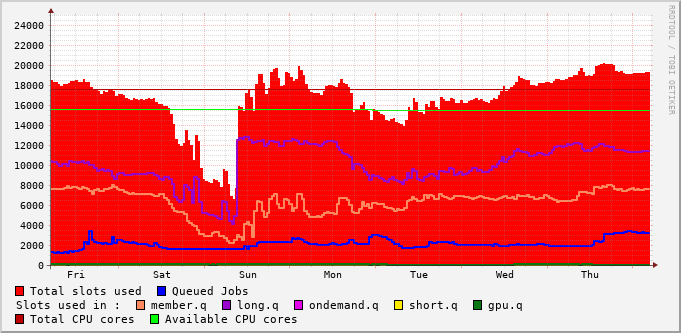 24000
22000
20000
18000
16000
14000
12000
10000
8000
6000
4000
2000
0
Fri Sat Sun Mon Tue Wed Thu
Total slots used Queued Jobs
Slots used in : member.q long.q ondemand.q short.q gpu.q
Total CPU cores Available CPU cores
RRDTOOL / TOBI OETIKER